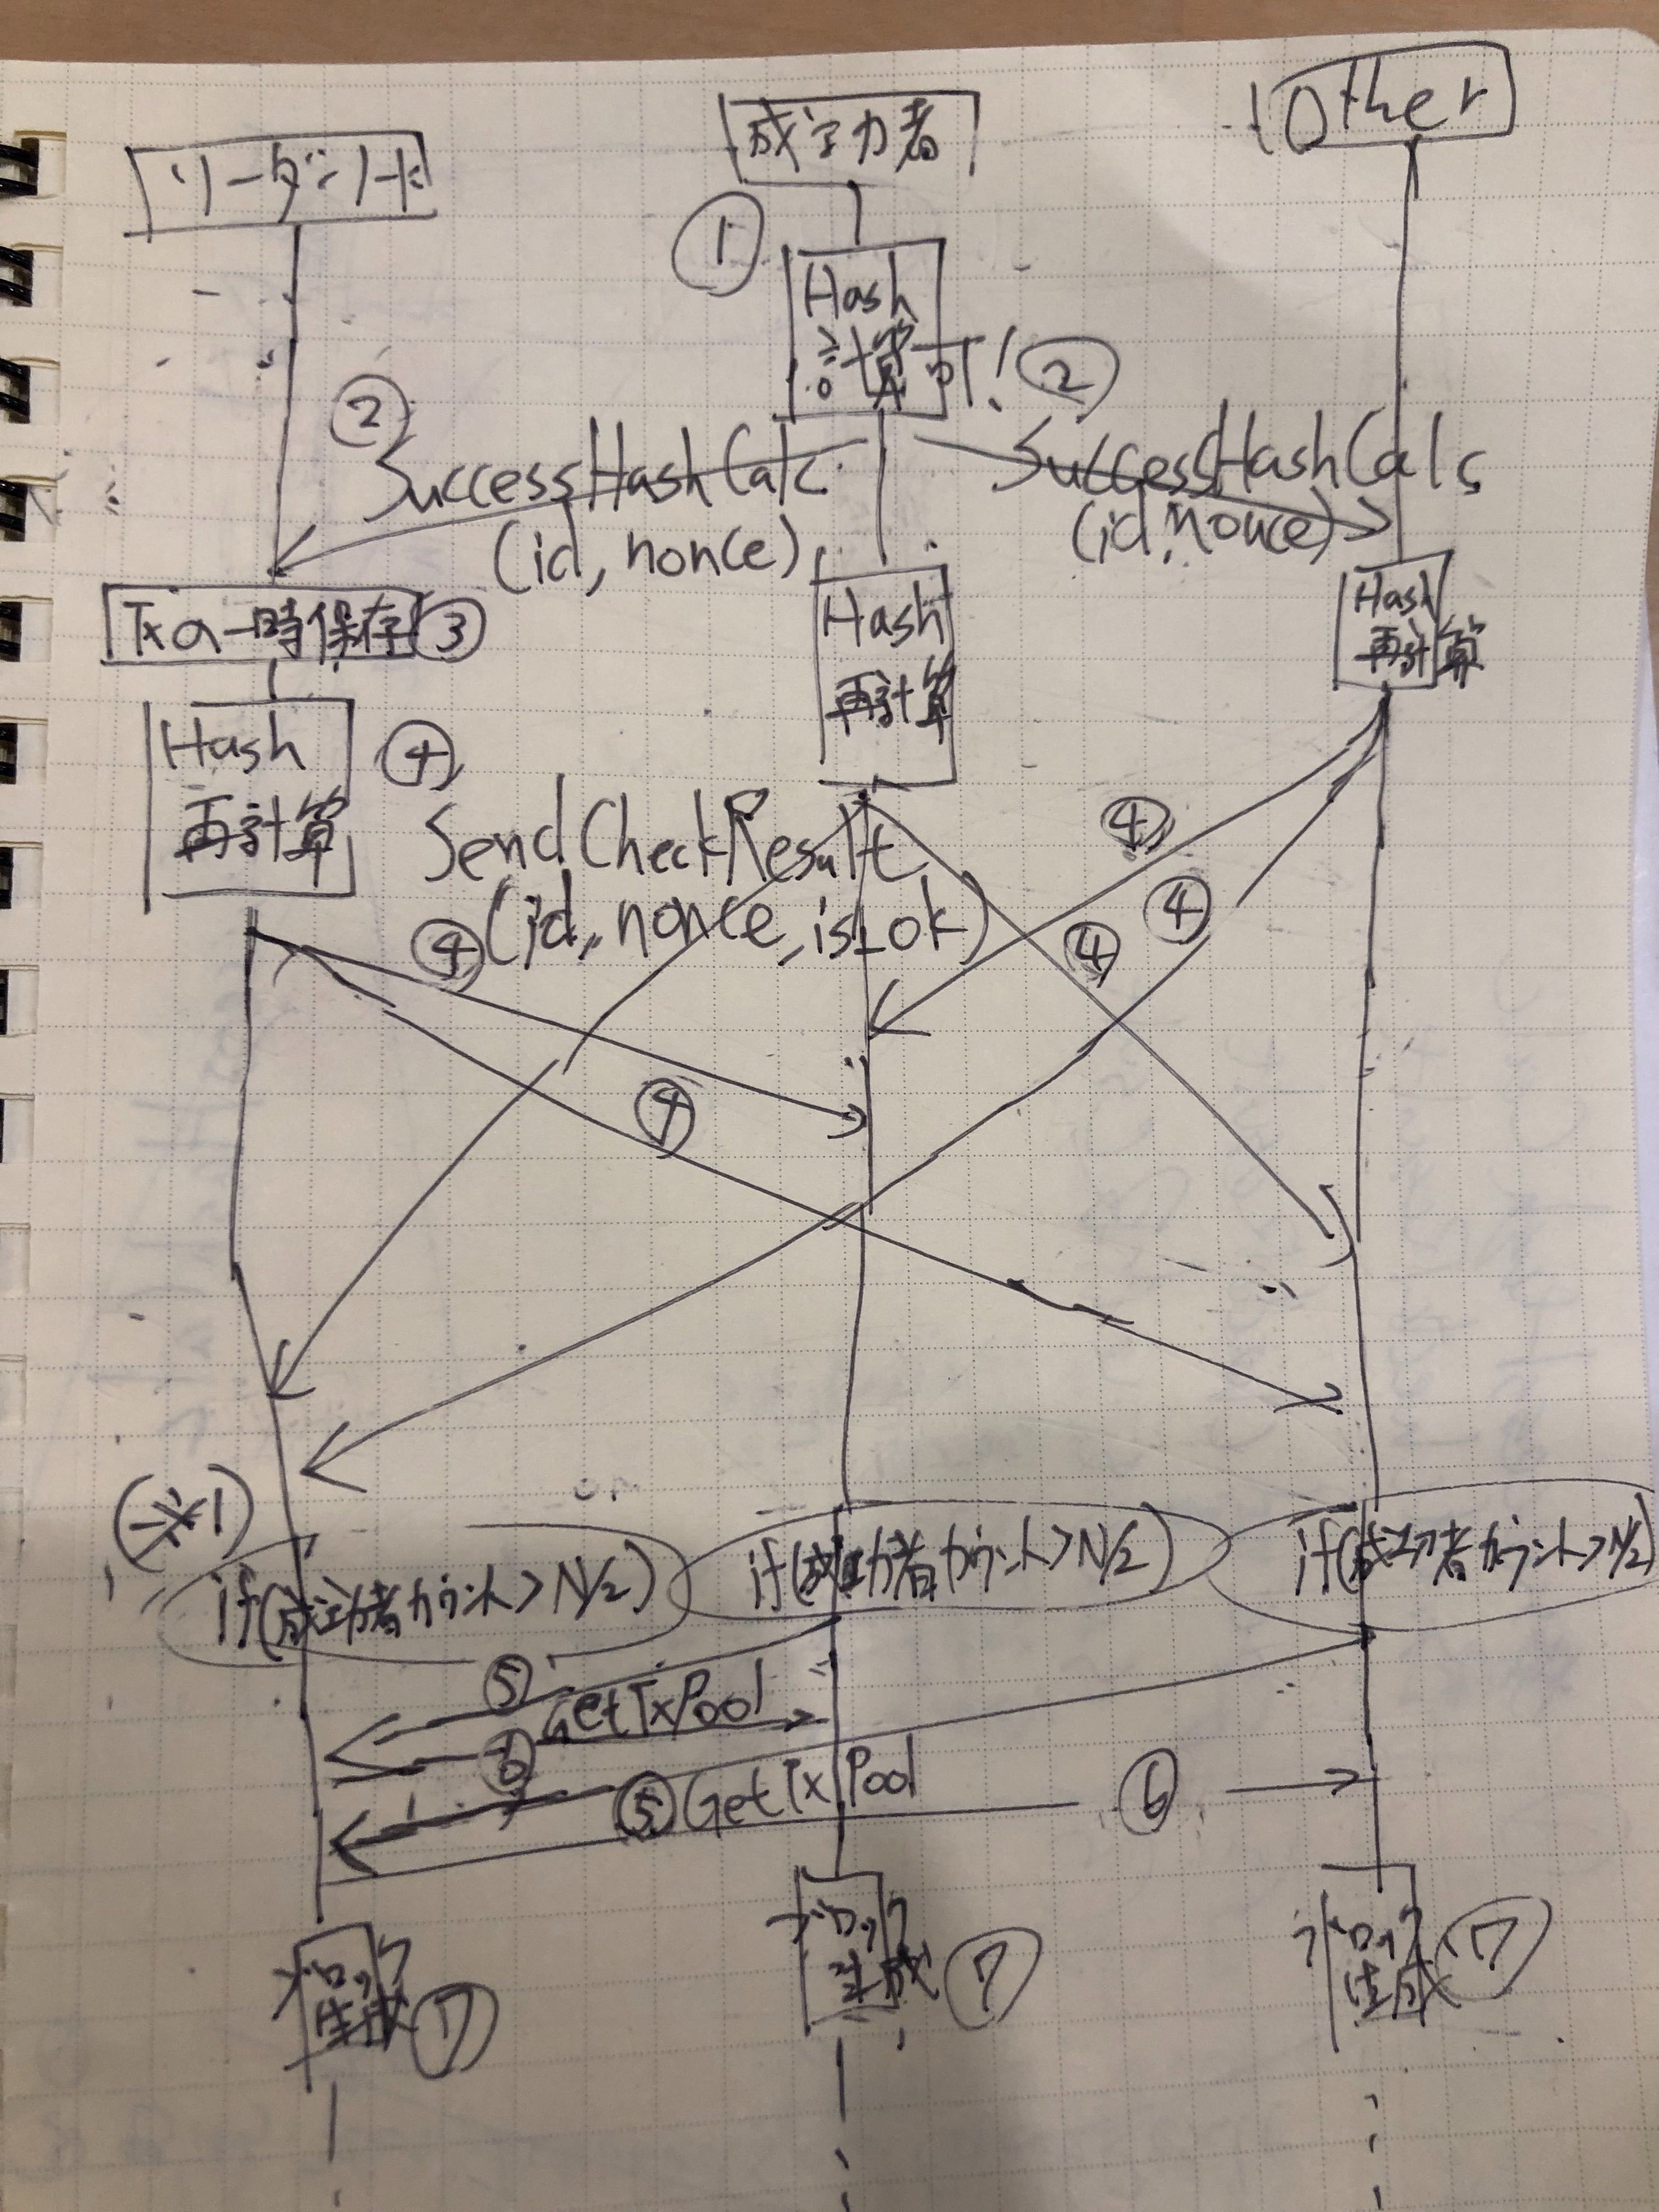 リーダーノード
成功者
Other
①
Hash
計算可!
②
②
SuccessHashCalc
(id, nonce)
SuccessHashCalc
(id, nonce)
Txの一時保存
③
Hash
再計算
Hash
再計算
Hash
再計算
④
SendCheckResult
(id, nonce, is_ok)
④
④
④
④
④
(※1)
if(成功者カウント>N/2)
if(成功者カウント>N/2)
if(成功者カウント>N/2)
⑤
GetTxPool
⑥
⑤GetTxPool
⑥
ブロック
生成
⑦
ブロック
生成
⑦
ブロック
生成
⑦